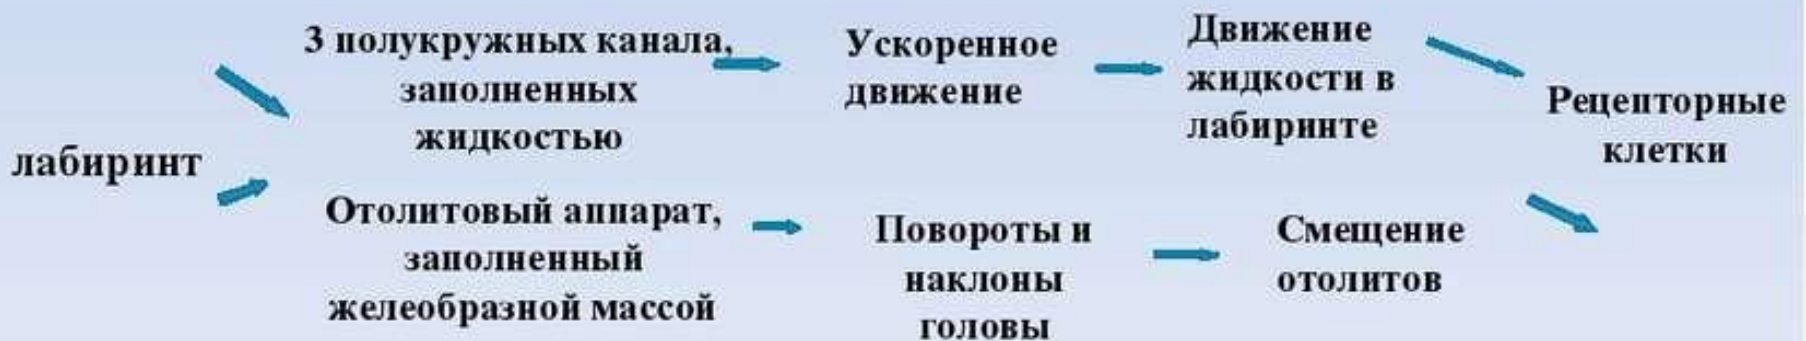 лабиринт
3 полукружных канала,
заполненных
жидкостью
Ускоренное
движение
Движение
жидкости в
лабиринте
Рецепторные
клетки
Отолитовый аппарат,
заполненный
желеобразной массой
Повороты и
наклоны
головы
Смещение
отолитов